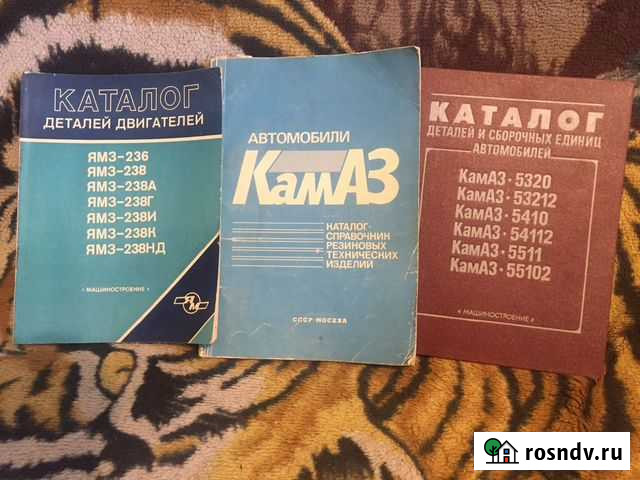 КАТАЛОГ
ДЕТАЛЕЙ ДВИГАТЕЛЕЙ
ЯМЗ-236
ЯМЗ-238
ЯМЗ-238А
ЯМЗ-238Г
ЯМЗ-238И
ЯМЗ-238К
ЯМЗ-238НД
« МАШИНОСТРОЕНИЕ »
ЯМ
АВТОМОБИЛИ
КамАЗ
КАТАЛОГ-
СПРАВОЧНИК
РЕЗИНОВЫХ
ТЕХНИЧЕСКИХ
ИЗДЕЛИЙ
СССР·МОСКВА
КАТАЛОГ
ДЕТАЛЕЙ И СБОРОЧНЫХ ЕДИНИЦ
АВТОМОБИЛЕЙ
КамАЗ·5320
КамАЗ·53212
КамАЗ·5410
КамАЗ·54112
КамАЗ·5511
КамАЗ·55102
« МАШИНОСТРОЕНИЕ »
rosndv.ru